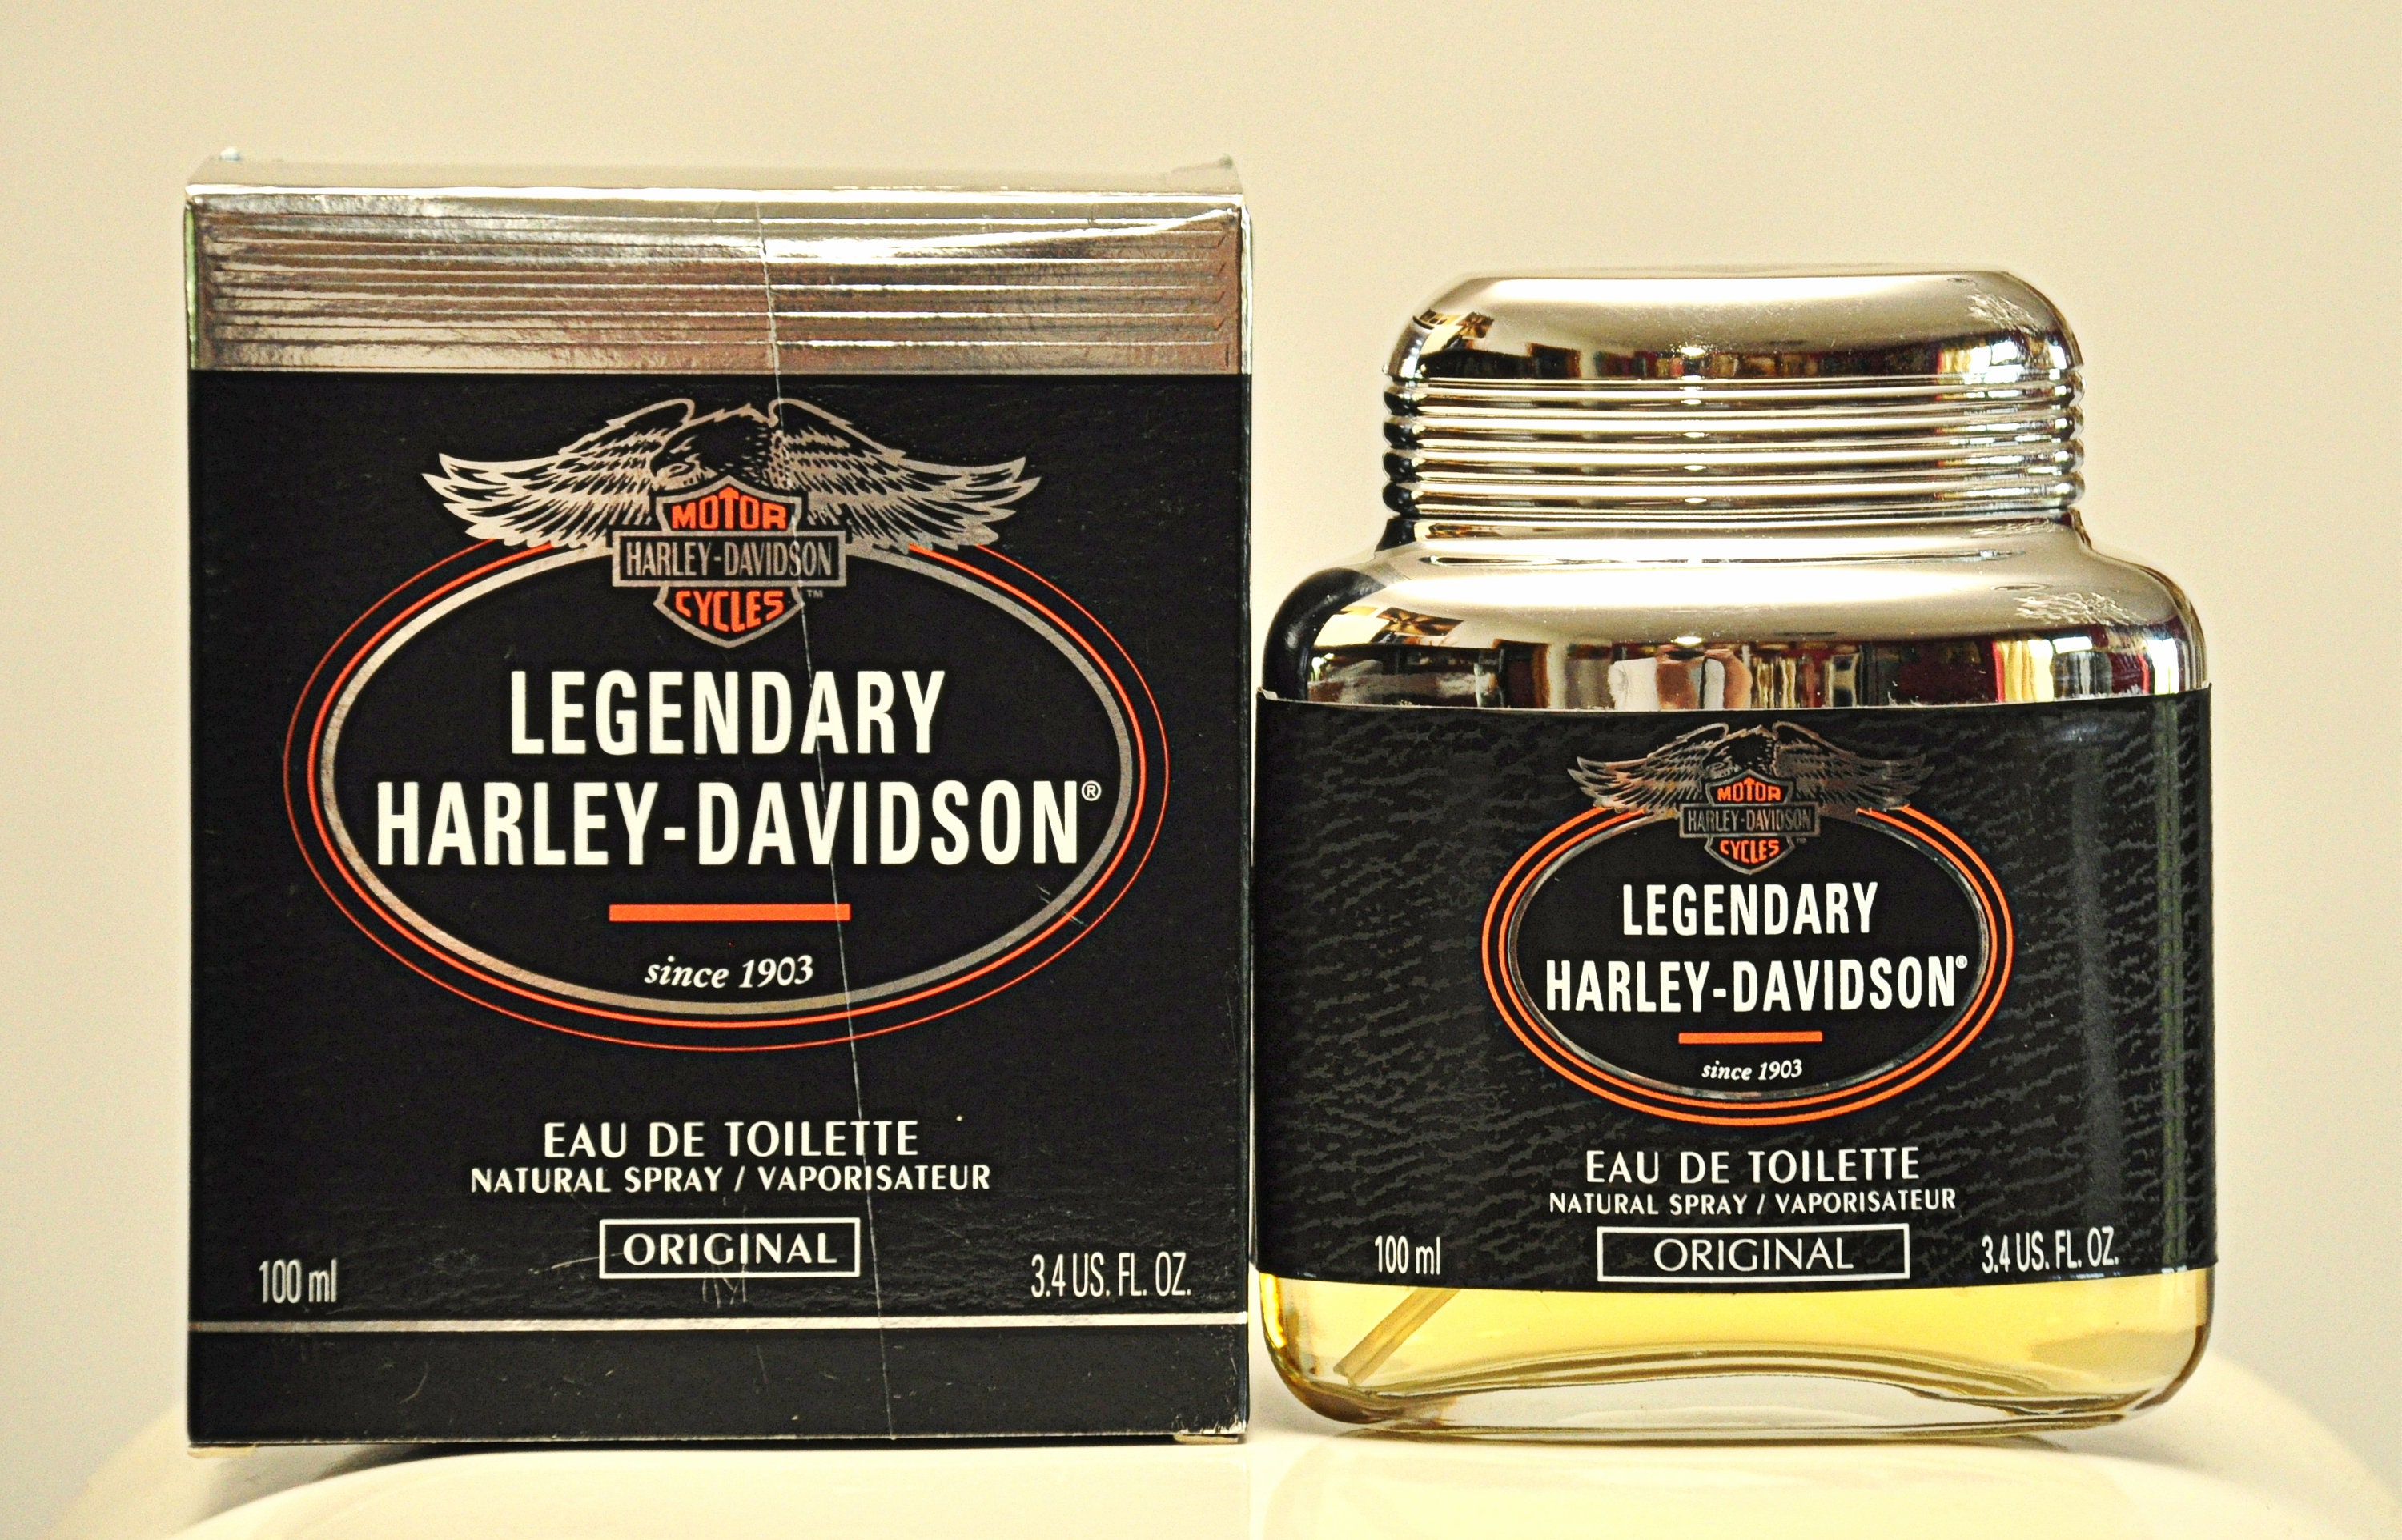 MOTOR
HARLEY-DAVIDSON
CYCLES™
LEGENDARY
HARLEY-DAVIDSON®
since 1903
EAU DE TOILETTE
NATURAL SPRAY / VAPORISATEUR
ORIGINAL
100 ml
3.4 US. FL. OZ.
MOTOR
HARLEY-DAVIDSON
CYCLES™
LEGENDARY
HARLEY-DAVIDSON®
since 1903
EAU DE TOILETTE
NATURAL SPRAY / VAPORISATEUR
100 ml
ORIGINAL
3.4 US. FL. OZ.